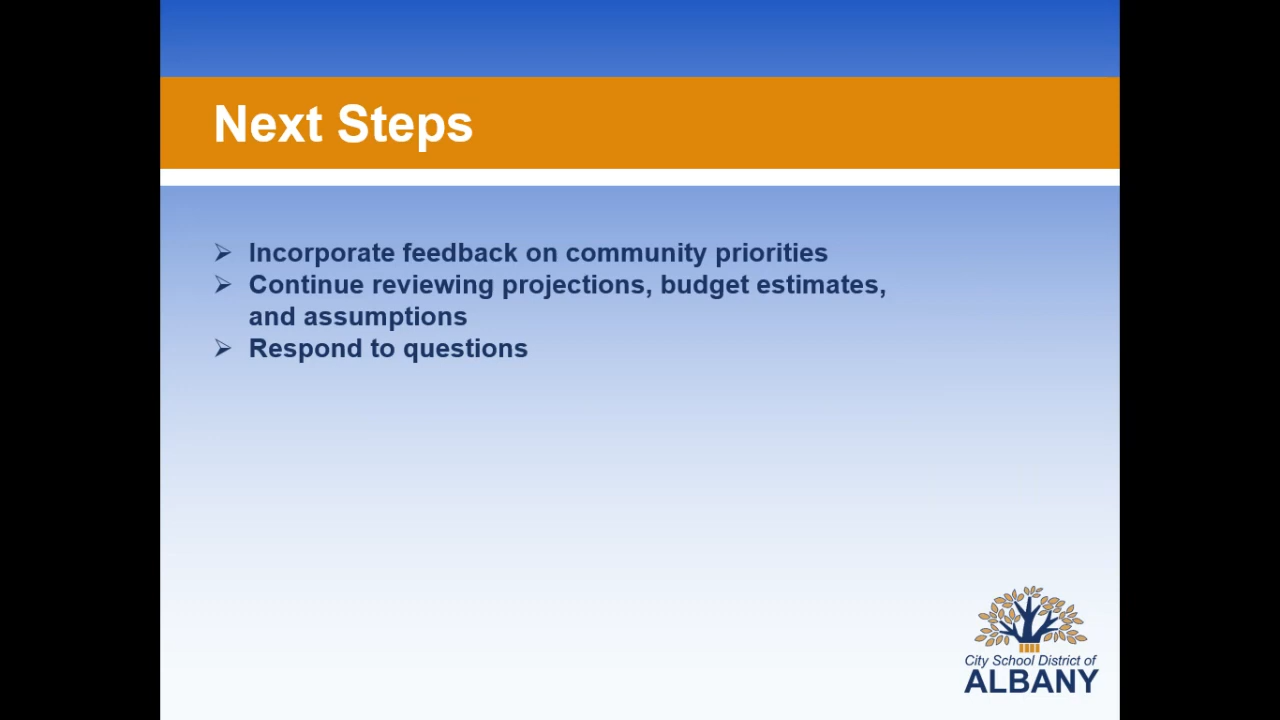 Next Steps
➢ Incorporate feedback on community priorities
➢ Continue reviewing projections, budget estimates,
and assumptions
➢ Respond to questions
City School District of
ALBANY